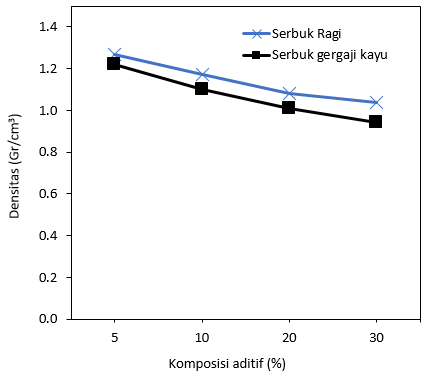 Serbuk Ragi
Serbuk gergaji kayu
1.4
1.2
1.0
0.8
0.6
0.4
0.2
0.0
Densitas (Gr/cm³)
5 10 20 30
Komposisi aditif (%)